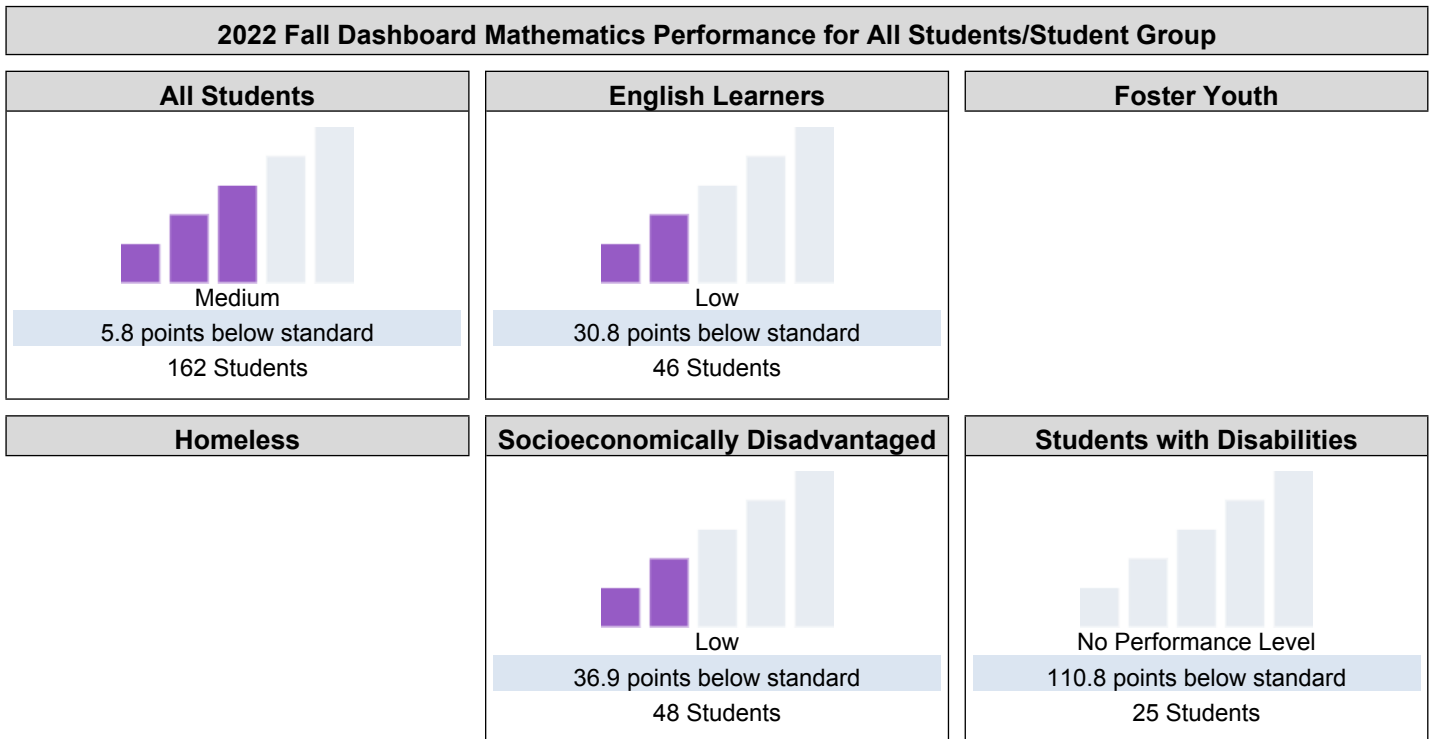 2022 Fall Dashboard Mathematics Performance for All Students/Student Group
All Students
Medium
5.8 points below standard
162 Students
English Learners
Low
30.8 points below standard
46 Students
Foster Youth
Homeless
Socioeconomically Disadvantaged
Low
36.9 points below standard
48 Students
Students with Disabilities
No Performance Level
110.8 points below standard
25 Students